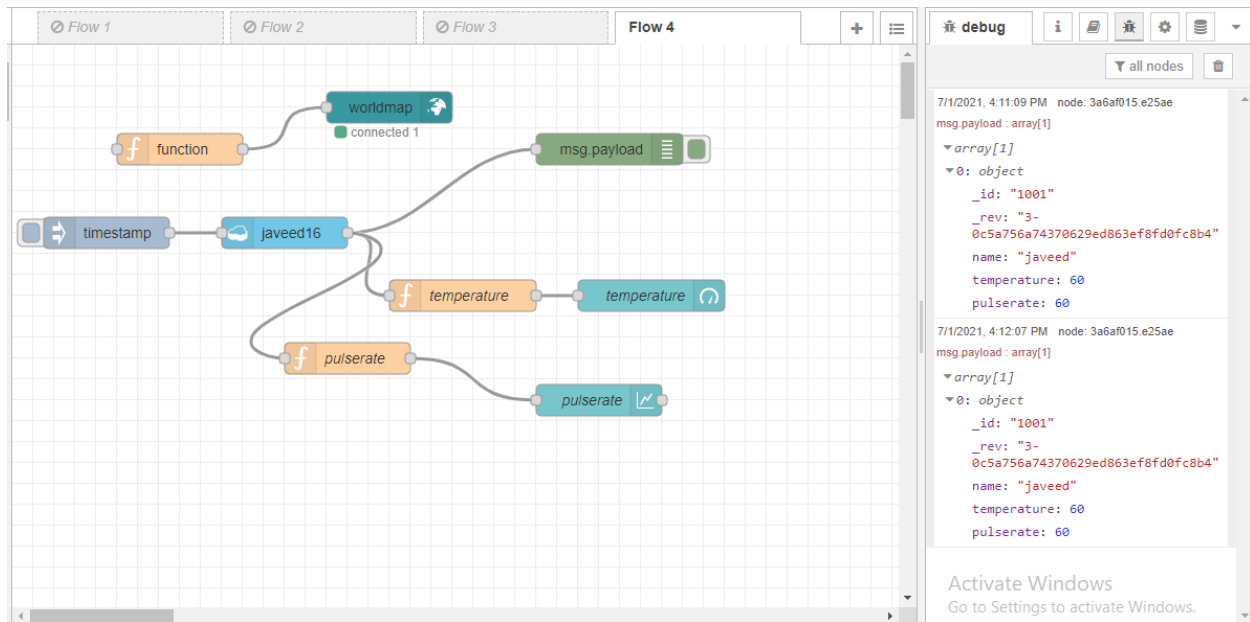 Flow 1
Flow 2
Flow 3
Flow 4
worldmap
connected 1
function
msg.payload
timestamp
javeed16
temperature
temperature
pulserate
pulserate
debug
all nodes
7/1/2021, 4:11:09 PM node: 3a6af015.e25ae
msg.payload : array[1]
array[1]
0: object
_id: "1001"
_rev: "3-
0c5a756a74370629ed863ef8fd0fc8b4"
name: "javeed"
temperature: 60
pulserate: 60
7/1/2021, 4:12:07 PM node: 3a6af015.e25ae
msg.payload : array[1]
array[1]
0: object
_id: "1001"
_rev: "3-
0c5a756a74370629ed863ef8fd0fc8b4"
name: "javeed"
temperature: 60
pulserate: 60
Activate Windows
Go to Settings to activate Windows.